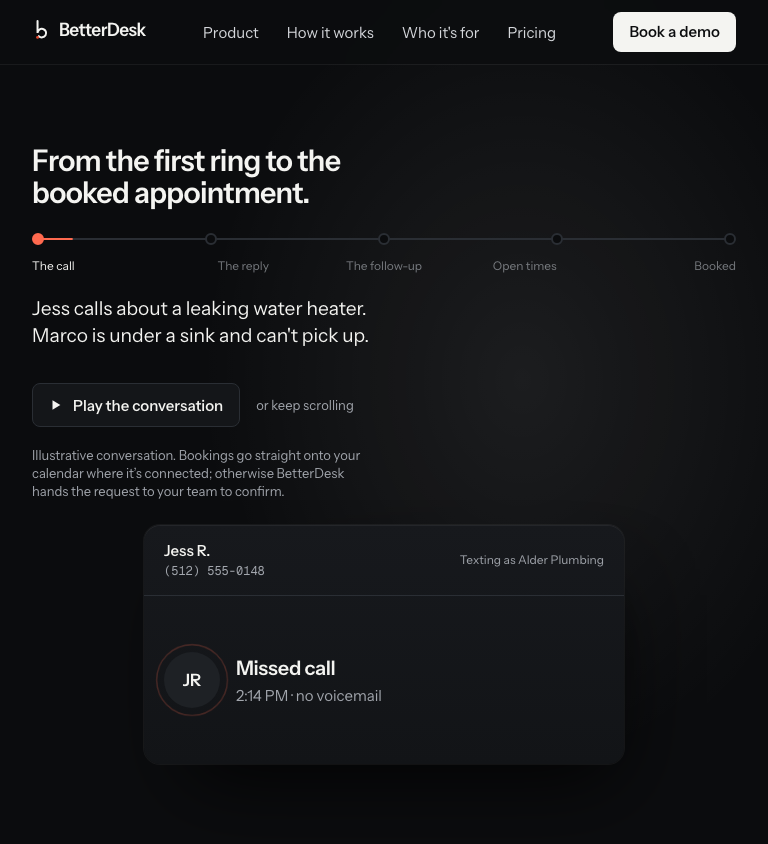 BetterDesk
Product
How it works
Who it's for
Pricing
Book a demo
From the first ring to the
booked appointment.
The call
The reply
The follow-up
Open times
Booked
Jess calls about a leaking water heater.
Marco is under a sink and can't pick up.
Play the conversation
or keep scrolling
Illustrative conversation. Bookings go straight onto your
calendar where it's connected; otherwise BetterDesk
hands the request to your team to confirm.
Jess R.
(512) 555-0148
Texting as Alder Plumbing
JR
Missed call
2:14 PM · no voicemail